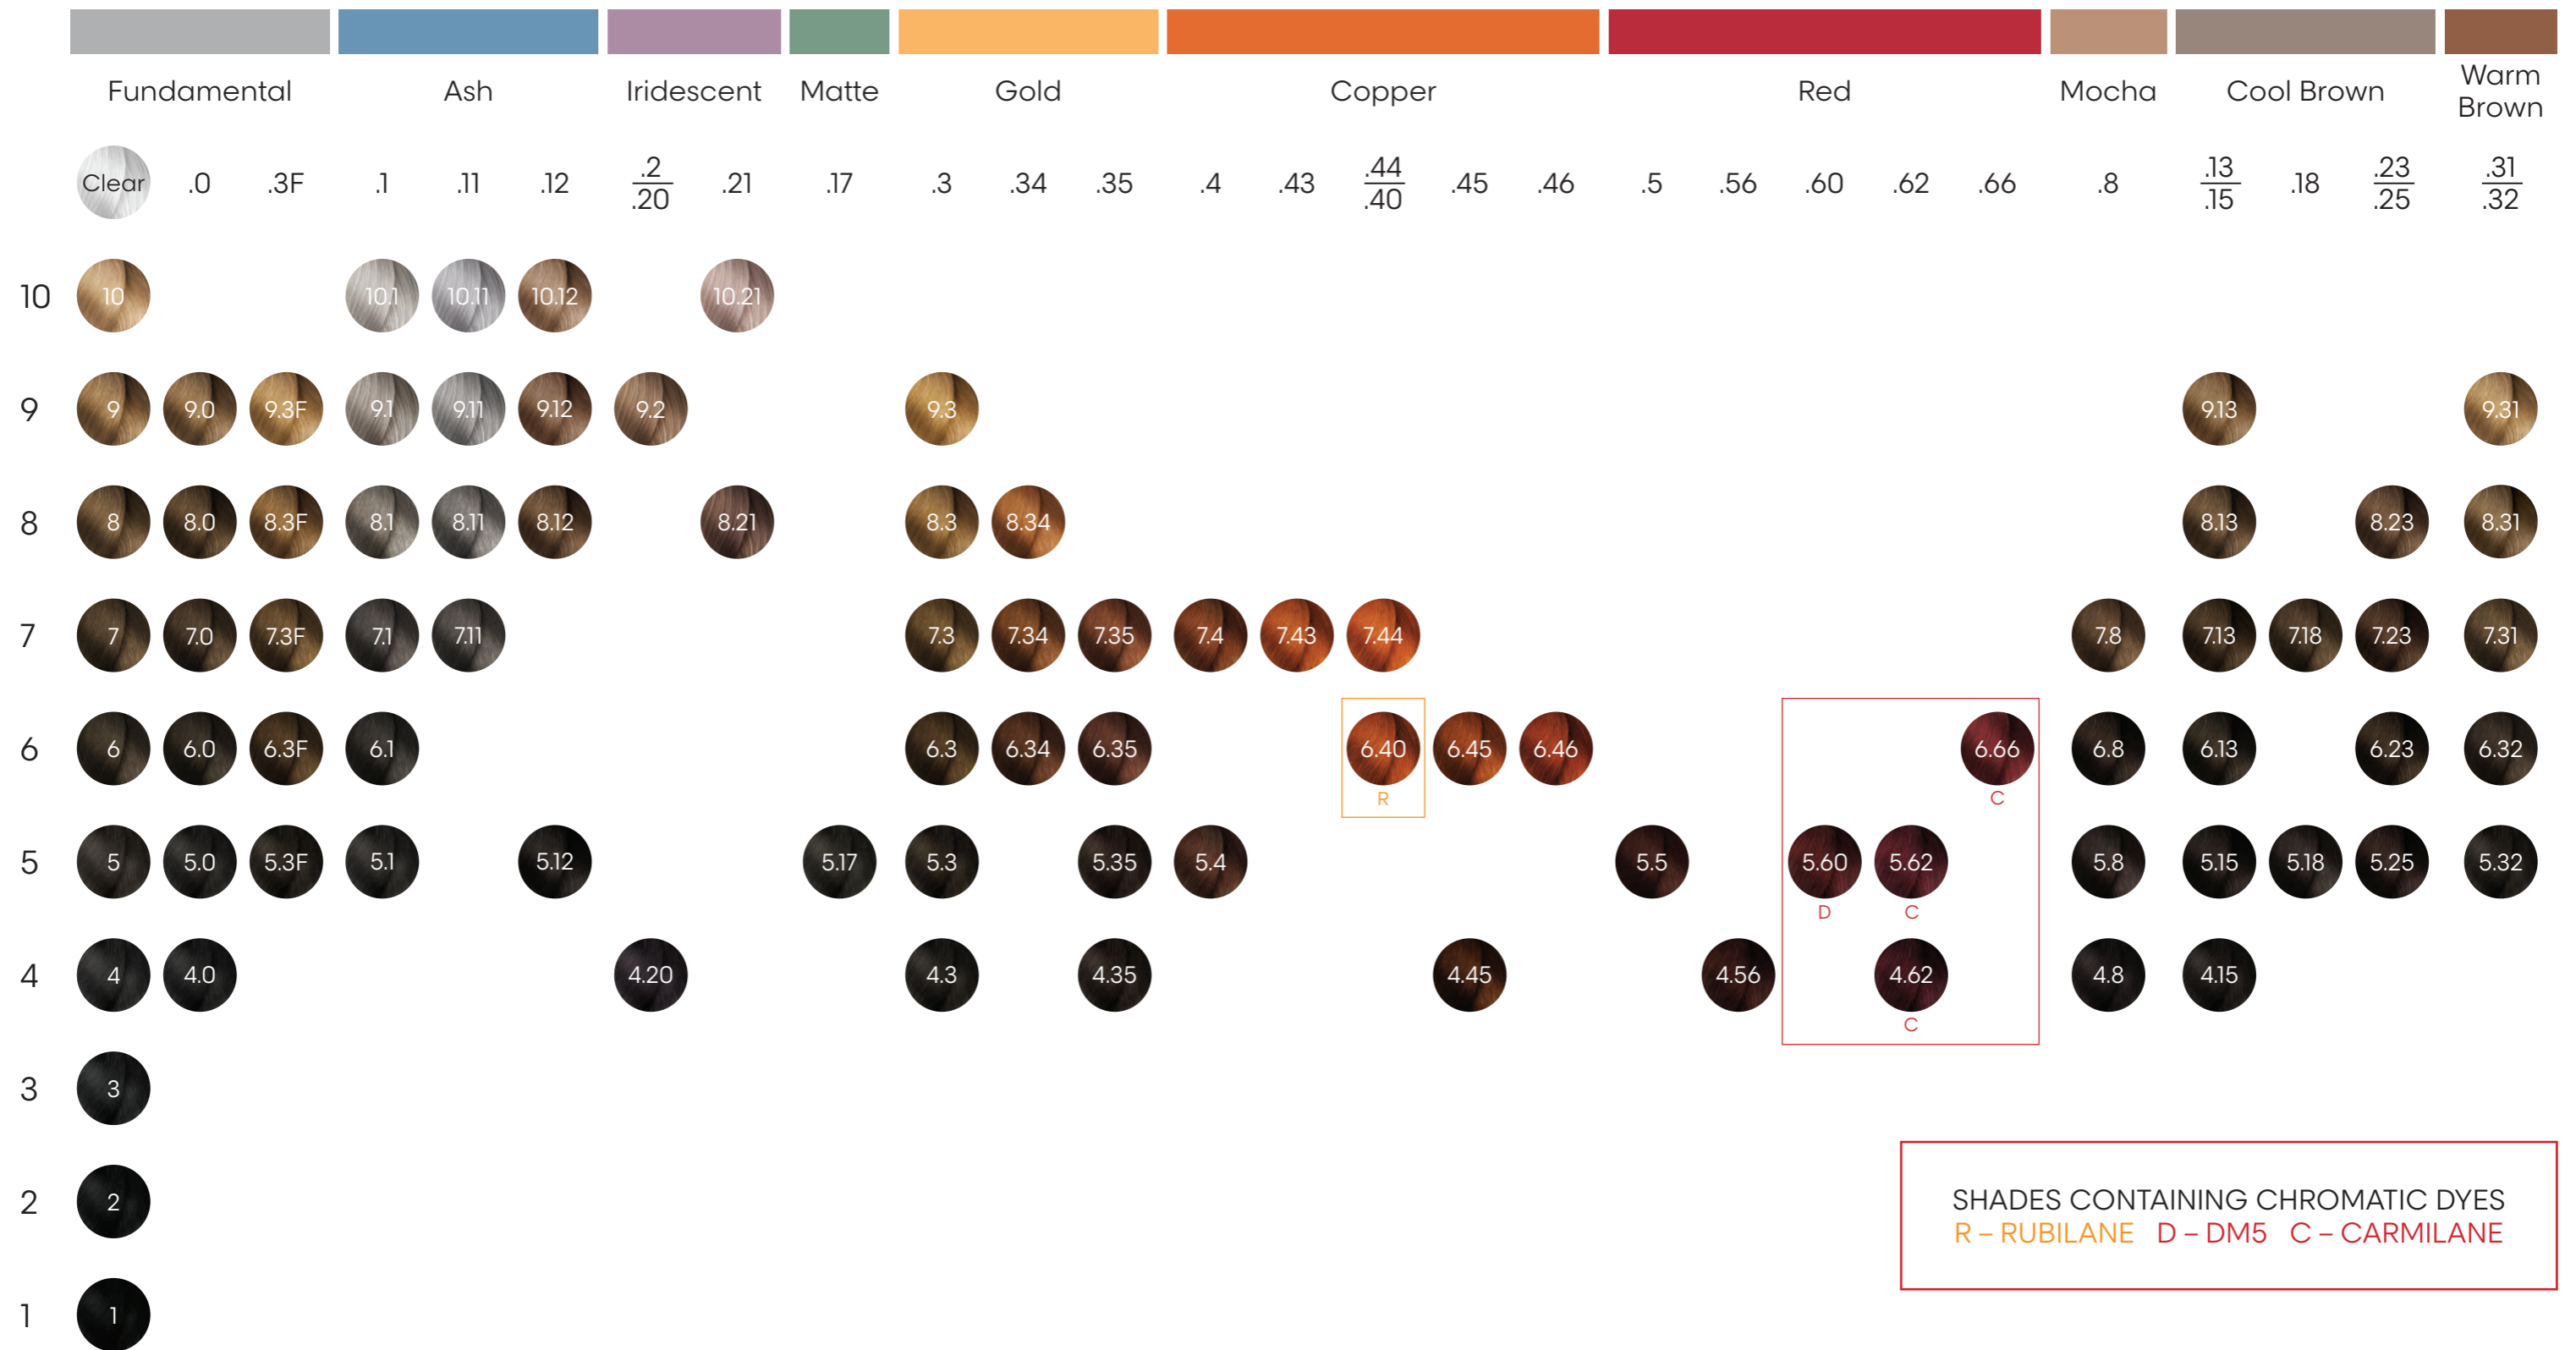 Fundamental Ash Iridescent Matte Gold Copper Red Mocha Cool Brown Warm
Brown
Clear .0 .3F .1 .11 .12 .2 .21 .17 .3 .34 .35 .4 .43 .44 .45 .46 .5 .56 .60 .62 .66 .8 .13 .18 .23 .31
.20 .40 .15 .25 .32
10 10 10.1 10.11 10.12 10.21
9 9 9.0 9.3F 9.1 9.11 9.12 9.2 9.3 9.13 9.31
8 8 8.0 8.3F 8.1 8.11 8.12 8.21 8.3 8.34 8.13 8.23 8.31
7 7 7.0 7.3F 7.1 7.11 7.3 7.34 7.35 7.4 7.43 7.44 7.8 7.13 7.18 7.23 7.31
6 6 6.0 6.3F 6.1 6.3 6.34 6.35 6.40 6.45 6.46 6.66 6.8 6.13 6.23 6.32
R C
5 5 5.0 5.3F 5.1 5.12 5.17 5.3 5.35 5.4 5.5 5.60 5.62 5.8 5.15 5.18 5.25 5.32
D C
4 4 4.0 4.20 4.3 4.35 4.45 4.56 4.62 4.8 4.15
C
3 3
2 2
SHADES CONTAINING CHROMATIC DYES
R – RUBILANE D – DM5 C – CARMILANE
1 1